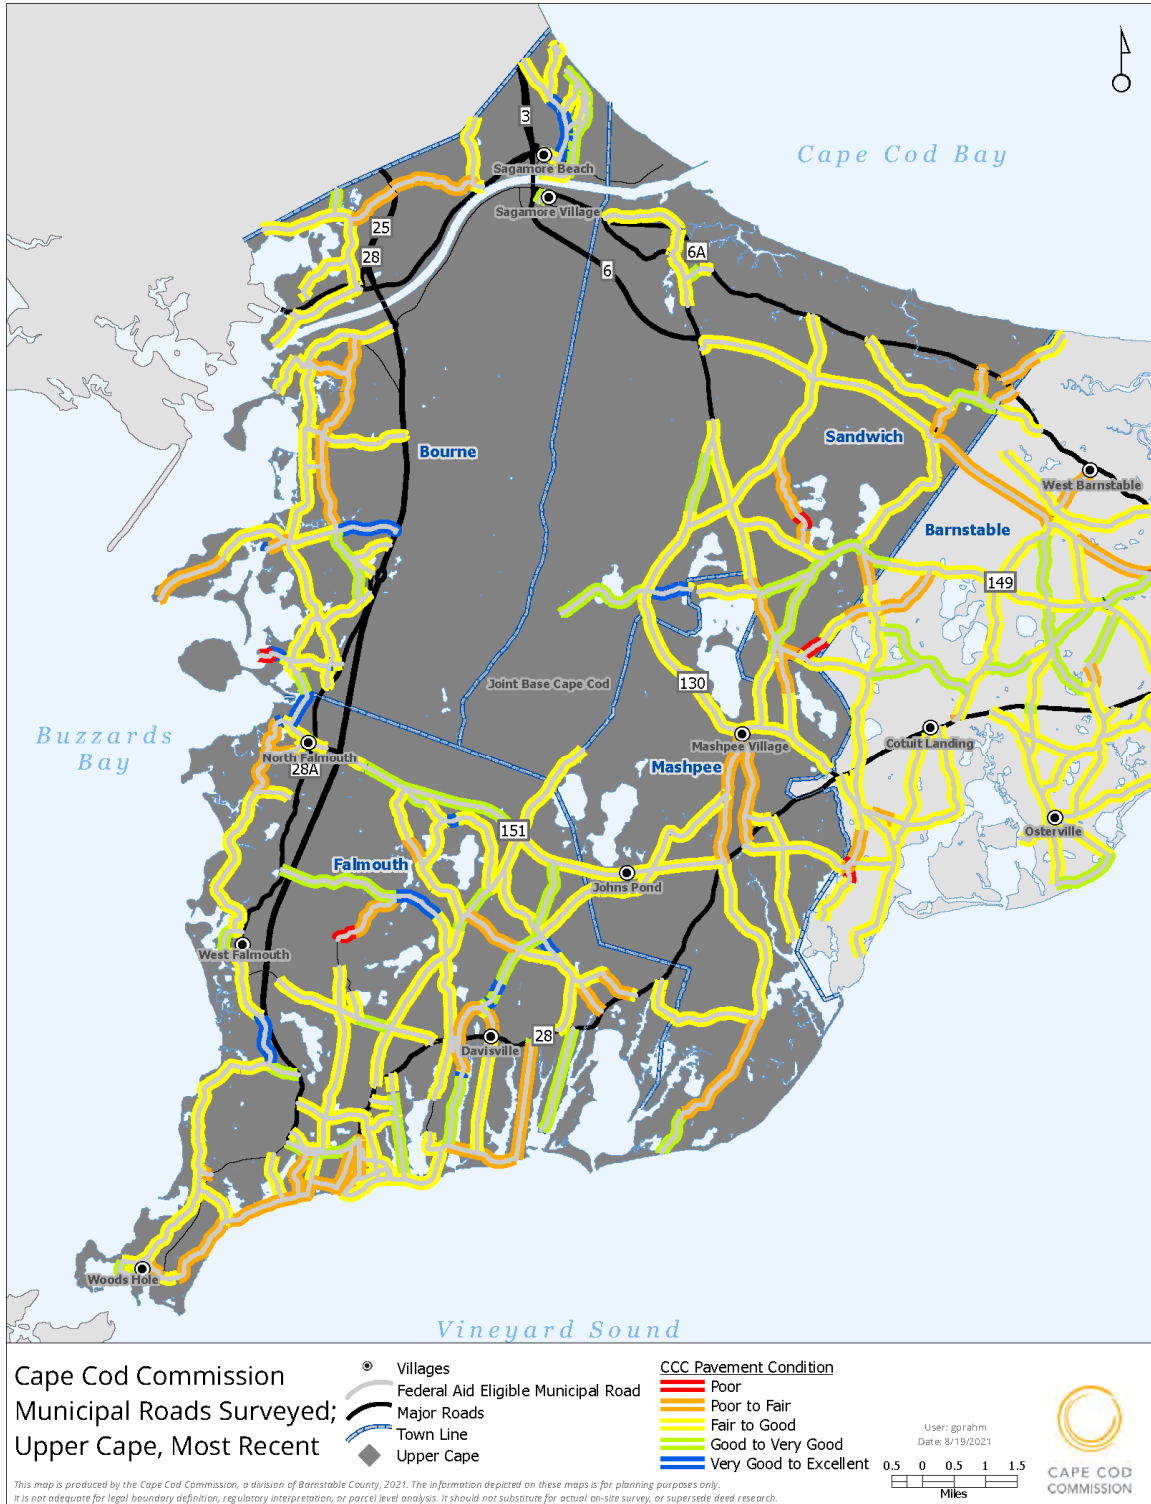 3
Sagamore Beach
Cape Cod Bay
Sagamore Village
25
28
6A
6
Bourne
Sandwich
West Barnstable
Barnstable
149
Joint Base Cape Cod
130
Buzzards
Bay
Mashpee Village
Cotuit Landing
North Falmouth
28A
Mashpee
151
Osterville
Falmouth
Johns Pond
West Falmouth
28
Davisville
Woods Hole
Vineyard Sound
Cape Cod Commission
Municipal Roads Surveyed;
Upper Cape, Most Recent
Villages
Federal Aid Eligible Municipal Road
Major Roads
Town Line
Upper Cape
CCC Pavement Condition
Poor
Poor to Fair
Fair to Good
Good to Very Good
Very Good to Excellent
User: gprahm
Date: 8/19/2021
0.5 0 0.5 1 1.5
Miles
CAPE COD
COMMISSION
This map is produced by the Cape Cod Commission, a division of Barnstable County, 2021. The information depicted on these maps is for planning purposes only.
It is not adequate for legal boundary definition, regulatory interpretation, or parcel level analysis. It should not substitute for actual on-site survey, or supersede deed research.